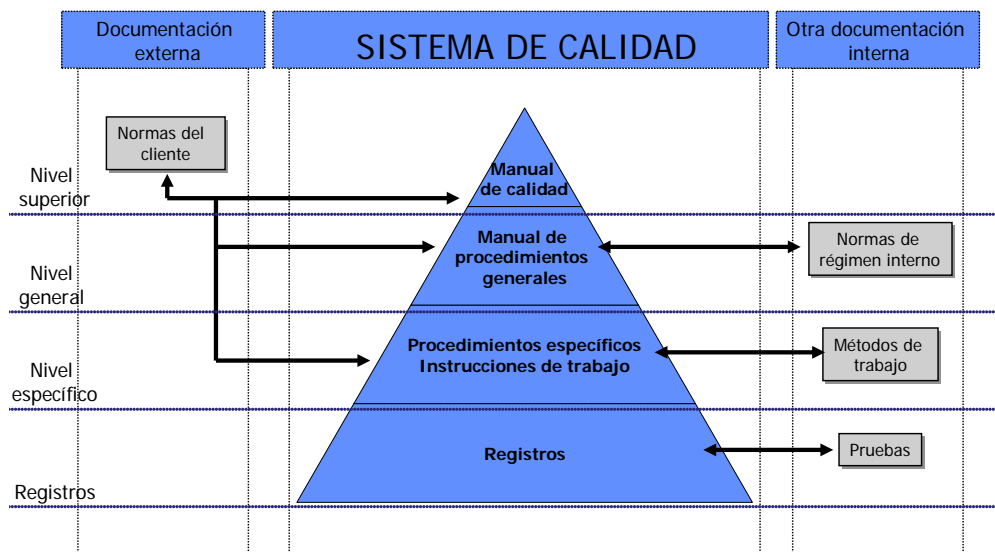 Documentación
externa
SISTEMA DE CALIDAD
Otra documentación
interna
Normas del
cliente
Nivel
superior
Manual
de calidad
Manual de
procedimientos
generales
Normas de
régimen interno
Nivel
general
Procedimientos específicos
Instrucciones de trabajo
Métodos de
trabajo
Nivel
específico
Registros
Pruebas
Registros